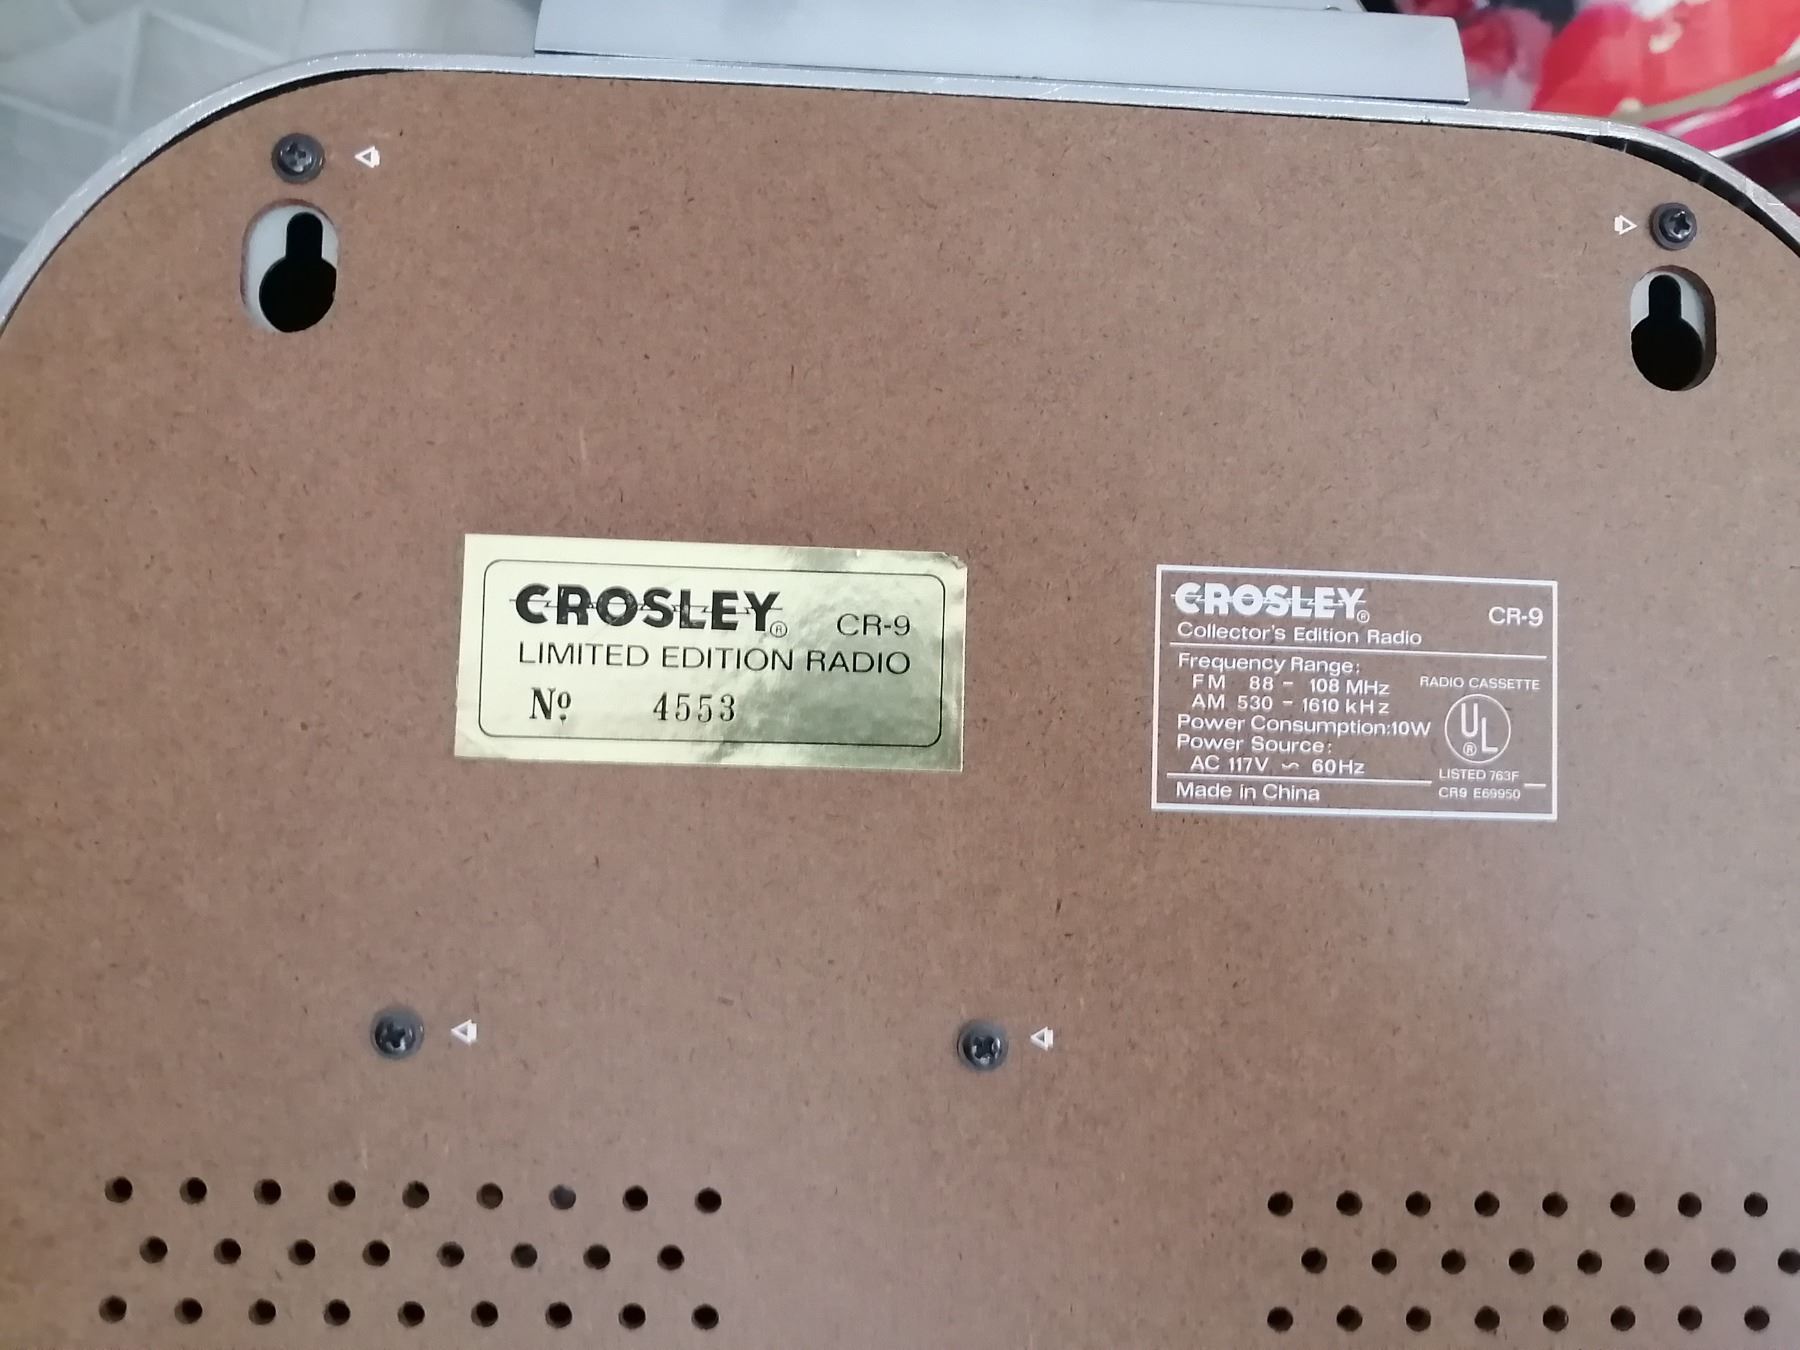 CROSLEY® CR-9
LIMITED EDITION RADIO
Nº 4553
CROSLEY® CR-9
Collector's Edition Radio
Frequency Range:
FM 88 - 108 MHz
AM 530 - 1610 kHz
Power Consumption:10W
Power Source:
AC 117V ~ 60Hz
Made in China
RADIO CASSETTE
UL®
LISTED 763F
CR9 E69950